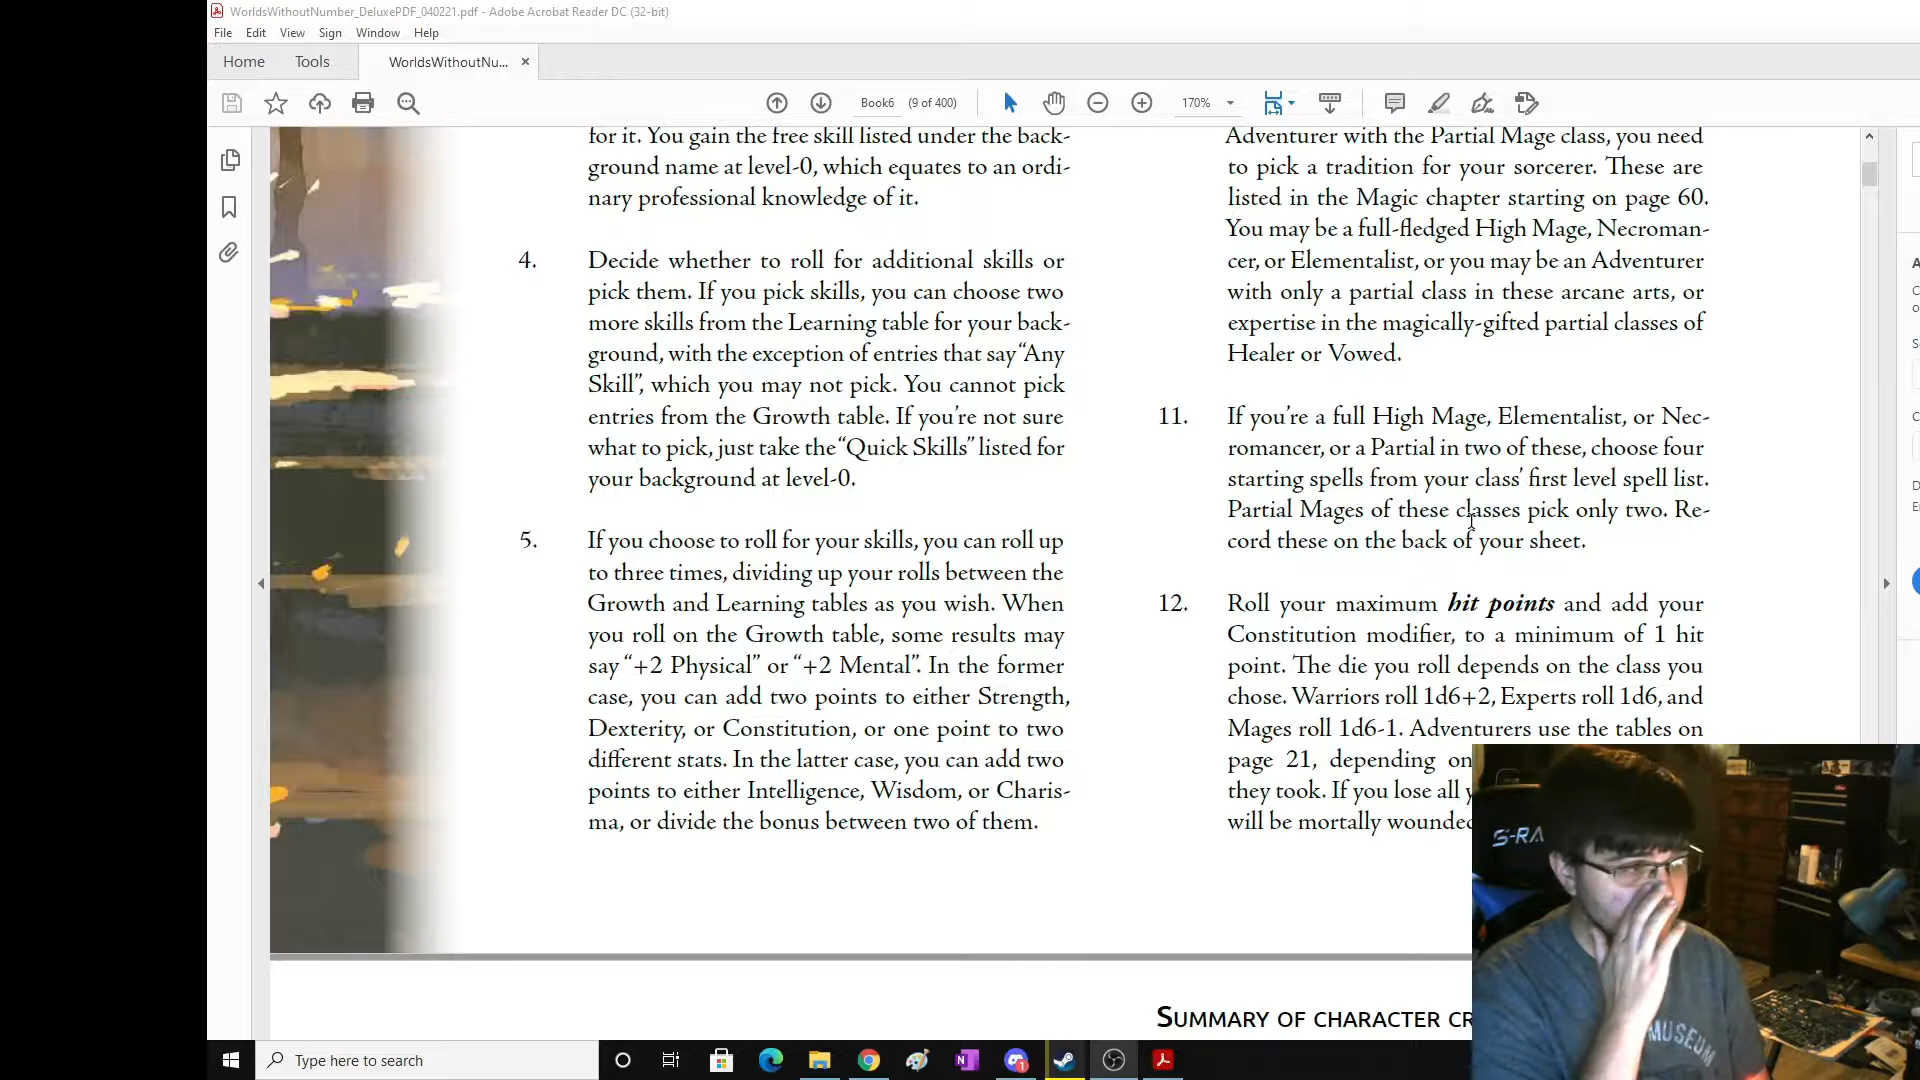 WorldsWithoutNumber_DeluxePDF_040221.pdf - Adobe Acrobat Reader DC (32-bit)
File Edit View Sign Window Help
Home Tools WorldsWithoutNu... ×
Book6 (9 of 400) 170%
for it. You gain the free skill listed under the back-
ground name at level-0, which equates to an ordi-
nary professional knowledge of it.
4. Decide whether to roll for additional skills or
pick them. If you pick skills, you can choose two
more skills from the Learning table for your back-
ground, with the exception of entries that say “Any
Skill”, which you may not pick. You cannot pick
entries from the Growth table. If you’re not sure
what to pick, just take the “Quick Skills” listed for
your background at level-0.
5. If you choose to roll for your skills, you can roll up
to three times, dividing up your rolls between the
Growth and Learning tables as you wish. When
you roll on the Growth table, some results may
say “+2 Physical” or “+2 Mental”. In the former
case, you can add two points to either Strength,
Dexterity, or Constitution, or one point to two
different stats. In the latter case, you can add two
points to either Intelligence, Wisdom, or Charis-
ma, or divide the bonus between two of them.
Adventurer with the Partial Mage class, you need
to pick a tradition for your sorcerer. These are
listed in the Magic chapter starting on page 60.
You may be a full-fledged High Mage, Necroman-
cer, or Elementalist, or you may be an Adventurer
with only a partial class in these arcane arts, or
expertise in the magically-gifted partial classes of
Healer or Vowed.
11. If you’re a full High Mage, Elementalist, or Nec-
romancer, or a Partial in two of these, choose four
starting spells from your class’ first level spell list.
Partial Mages of these classes pick only two. Re-
cord these on the back of your sheet.
12. Roll your maximum hit points and add your
Constitution modifier, to a minimum of 1 hit
point. The die you roll depends on the class you
chose. Warriors roll 1d6+2, Experts roll 1d6, and
Mages roll 1d6-1. Adventurers use the tables on
page 21, depending on
they took. If you lose all
will be mortally wounded
Summary of character cr
S-RA
MUSEUM
Type here to search